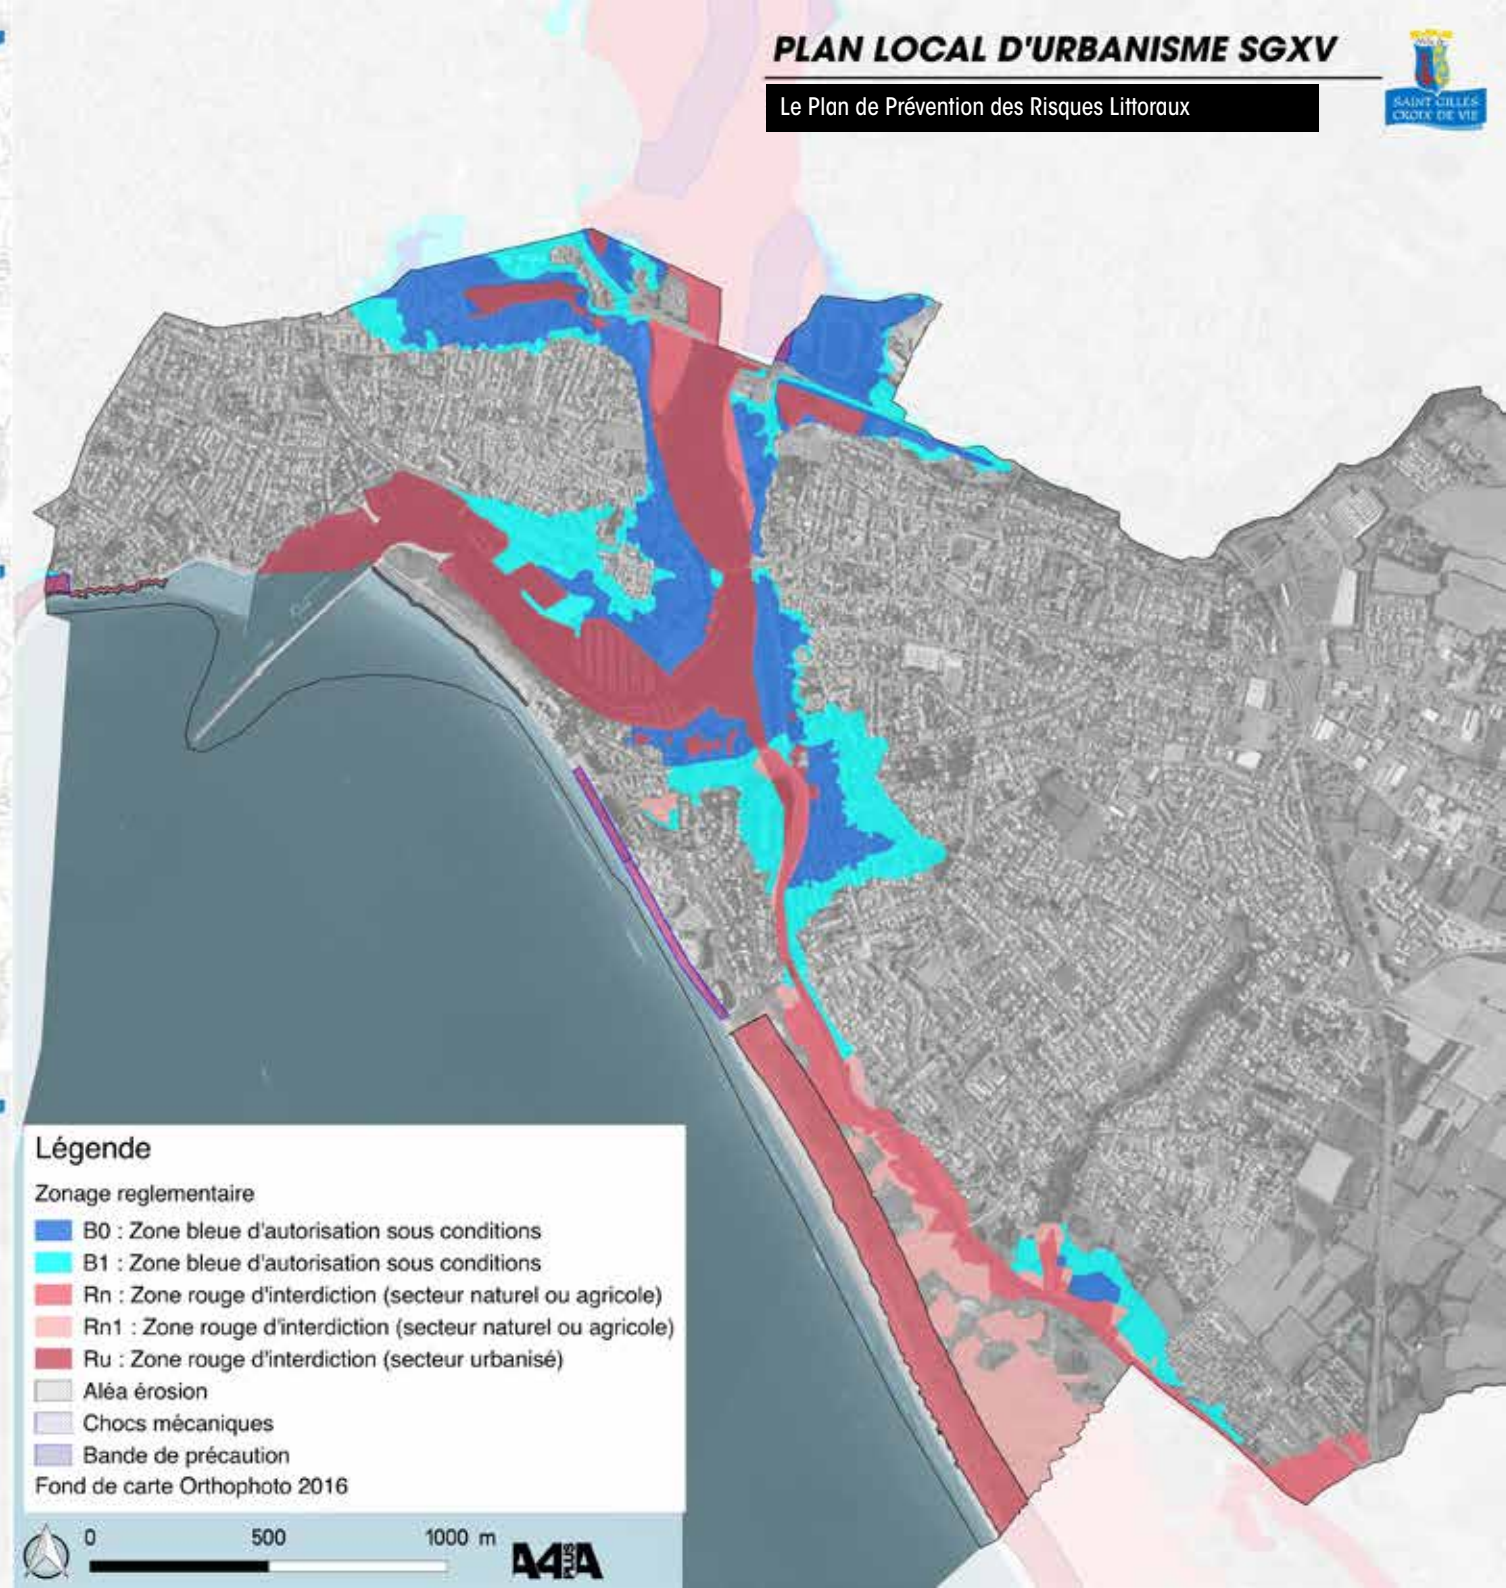 PLAN LOCAL D'URBANISME SGXV
Le Plan de Prévention des Risques Littoraux
SAINT GILLES
CROIX DE VIE
Légende
Zonage reglementaire
B0 : Zone bleue d'autorisation sous conditions
B1 : Zone bleue d'autorisation sous conditions
Rn : Zone rouge d'interdiction (secteur naturel ou agricole)
Rn1 : Zone rouge d'interdiction (secteur naturel ou agricole)
Ru : Zone rouge d'interdiction (secteur urbanisé)
Aléa érosion
Chocs mécaniques
Bande de précaution
Fond de carte Orthophoto 2016
0 500 1000 m
A4 PLUS A